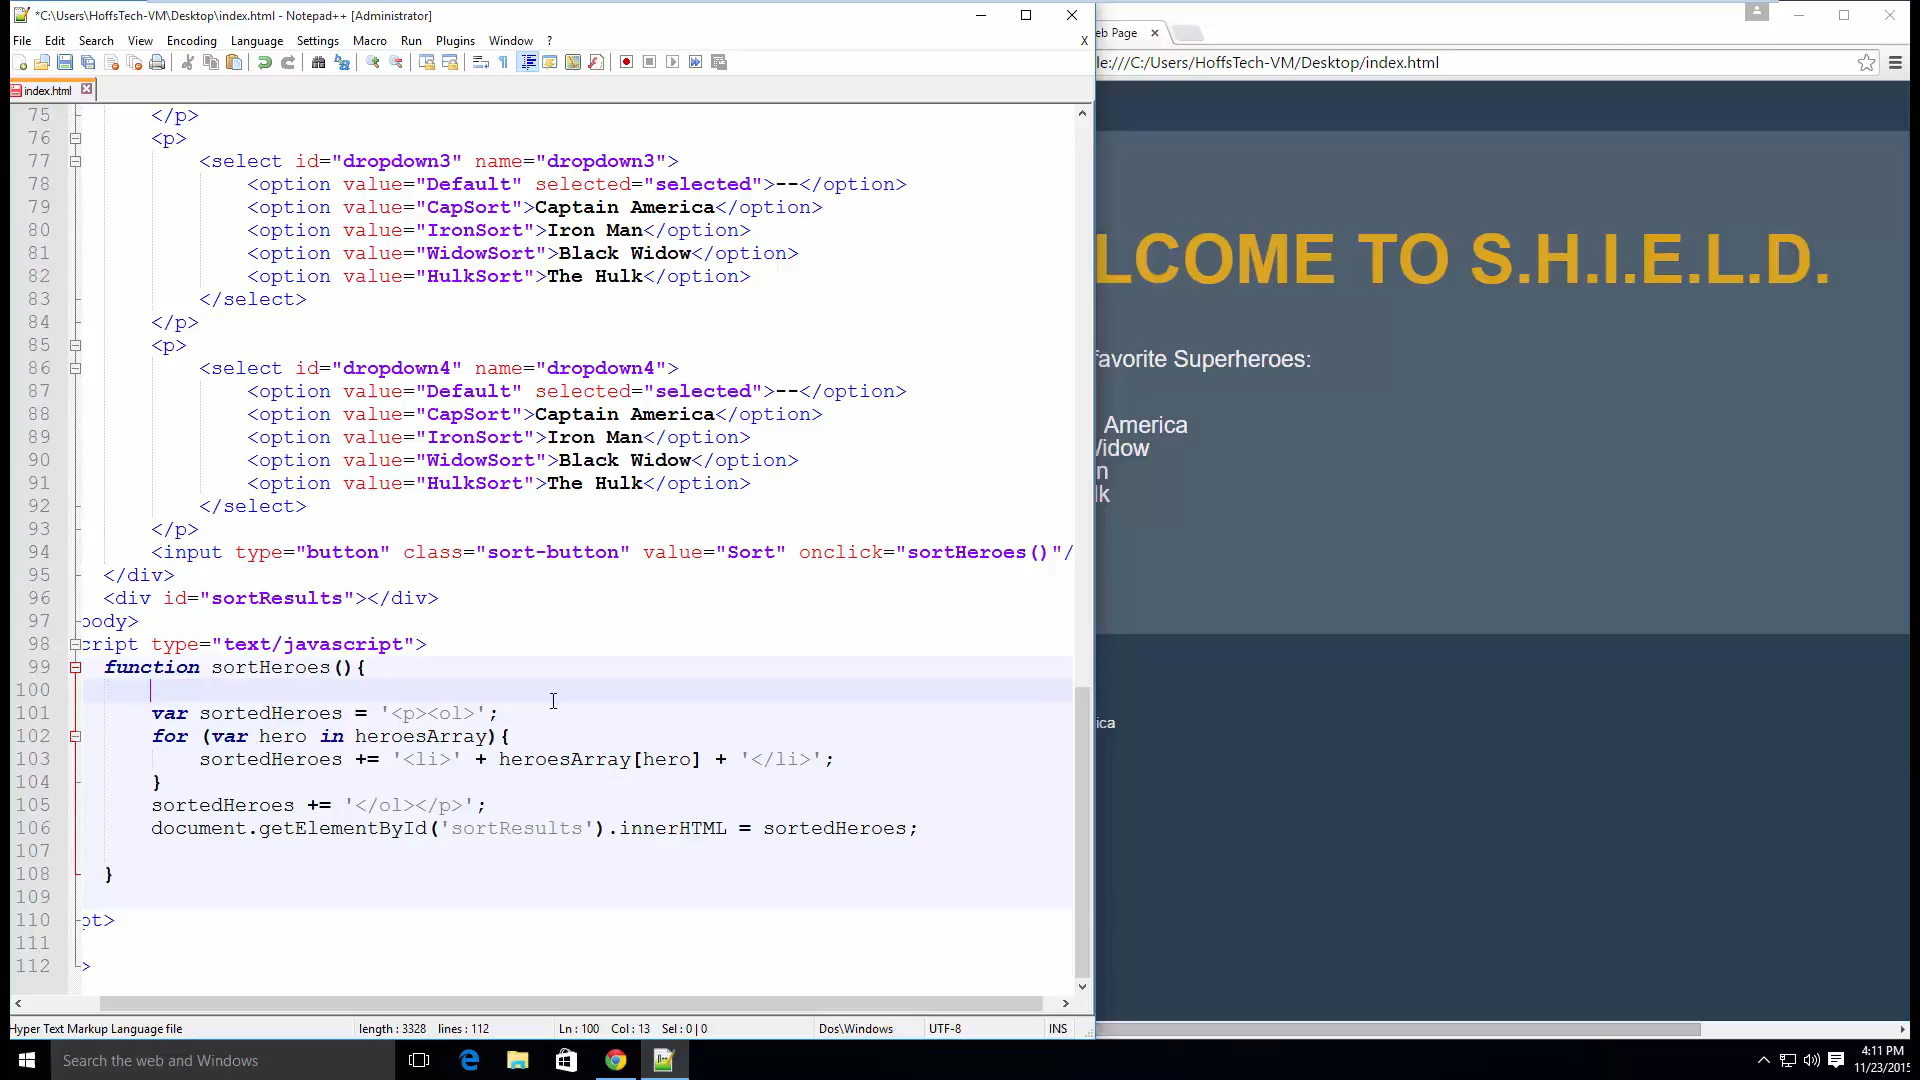 *C:\Users\HoffsTech-VM\Desktop\index.html - Notepad++ [Administrator]
File Edit Search View Encoding Language Settings Macro Run Plugins Window ? X
index.html
75 </p>
76 <p>
77 <select id="dropdown3" name="dropdown3">
78 <option value="Default" selected="selected">--</option>
79 <option value="CapSort">Captain America</option>
80 <option value="IronSort">Iron Man</option>
81 <option value="WidowSort">Black Widow</option>
82 <option value="HulkSort">The Hulk</option>
83 </select>
84 </p>
85 <p>
86 <select id="dropdown4" name="dropdown4">
87 <option value="Default" selected="selected">--</option>
88 <option value="CapSort">Captain America</option>
89 <option value="IronSort">Iron Man</option>
90 <option value="WidowSort">Black Widow</option>
91 <option value="HulkSort">The Hulk</option>
92 </select>
93 </p>
94 <input type="button" class="sort-button" value="Sort" onclick="sortHeroes()"/
95 </div>
96 <div id="sortResults"></div>
97 body>
98 cript type="text/javascript">
99 function sortHeroes(){
100
101 var sortedHeroes = '<p><ol>';
102 for (var hero in heroesArray){
103 sortedHeroes += '<li>' + heroesArray[hero] + '</li>';
104 }
105 sortedHeroes += '</ol></p>';
106 document.getElementById('sortResults').innerHTML = sortedHeroes;
107
108 }
109
110 pt>
111
112 >
Hyper Text Markup Language file length : 3328 lines : 112 Ln : 100 Col : 13 Sel : 0 | 0 Dos\Windows UTF-8 INS
eb Page
le:///C:/Users/HoffsTech-VM/Desktop/index.html
LCOME TO S.H.I.E.L.D.
favorite Superheroes:
America
Widow
n
lk
ica
Search the web and Windows
4:11 PM
11/23/2015